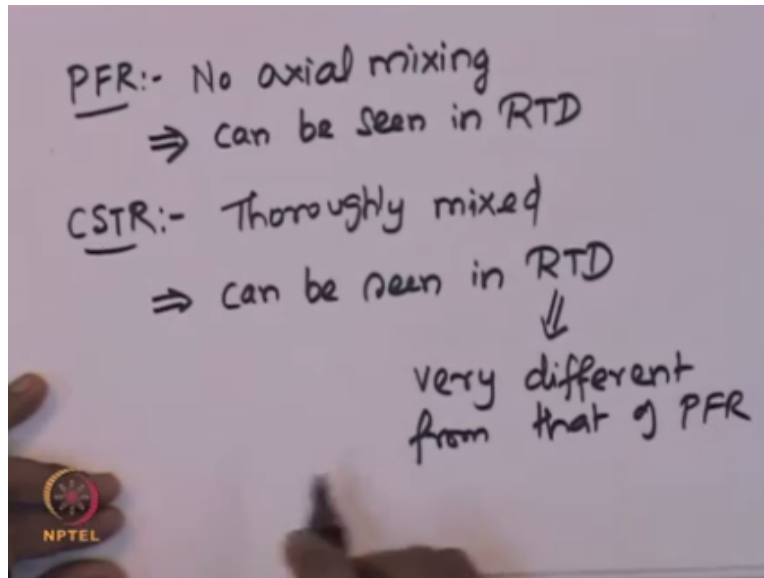 PFR:- No axial mixing
⇒ can be seen in RTD
CSTR:- Thoroughly mixed
⇒ can be seen in RTD
⇓
very different
from that of PFR
NPTEL